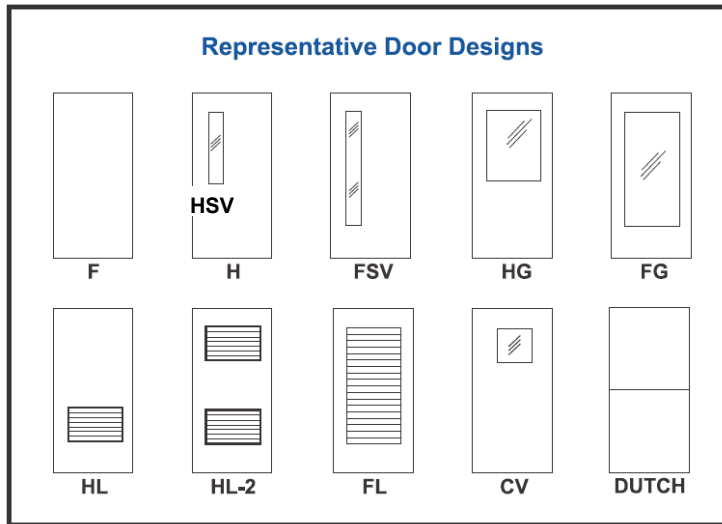 Representative Door Designs
HSV
F H FSV HG FG
HL HL-2 FL CV DUTCH